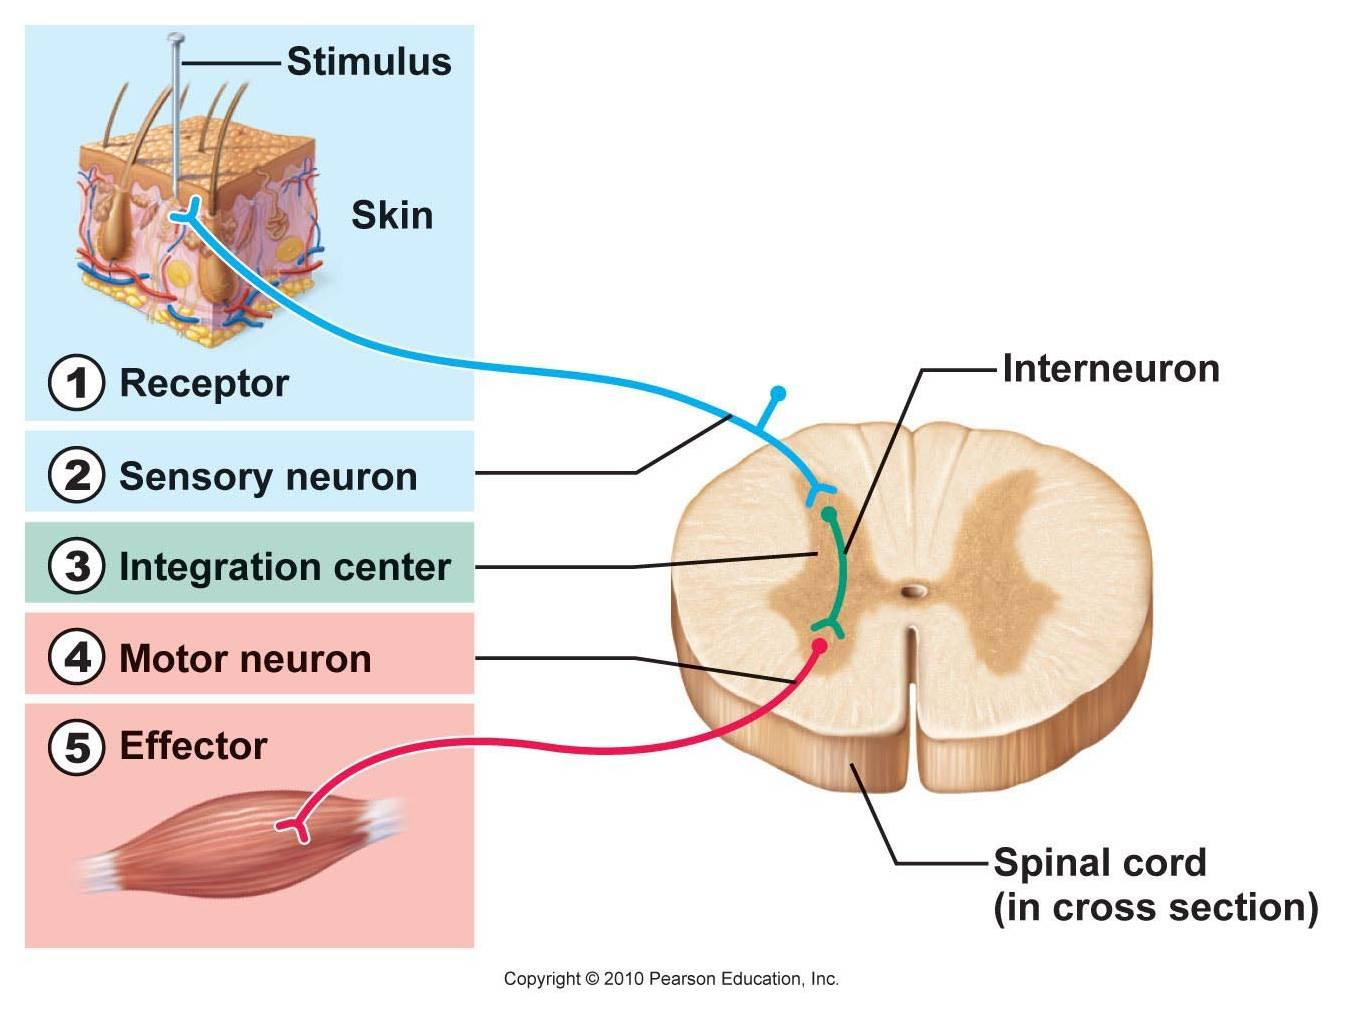 Stimulus
Skin
1 Receptor
Interneuron
2 Sensory neuron
3 Integration center
4 Motor neuron
5 Effector
Spinal cord
(in cross section)
Copyright © 2010 Pearson Education, Inc.